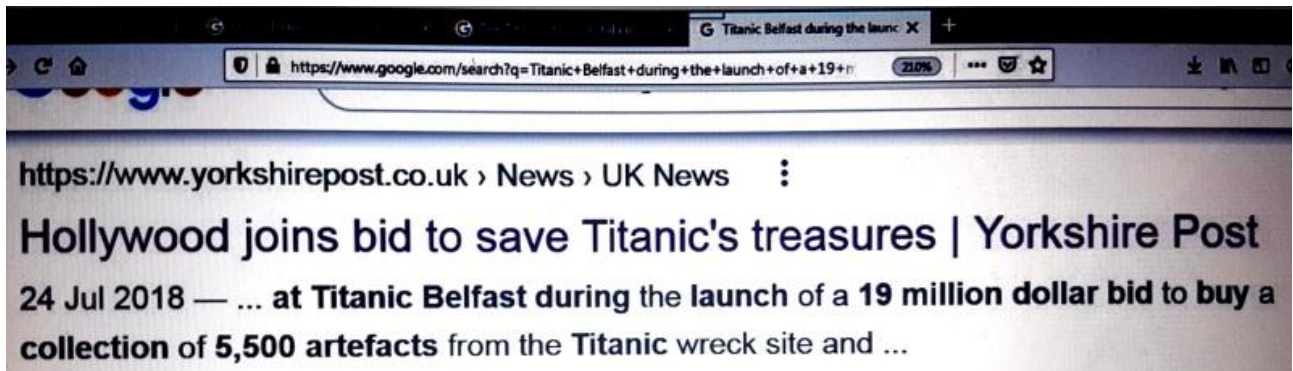 G Titanic Belfast during the launc X +
https://www.google.com/search?q=Titanic+Belfast+during+the+launch+of+a+19+m 210% ...
https://www.yorkshirepost.co.uk › News › UK News
Hollywood joins bid to save Titanic's treasures | Yorkshire Post
24 Jul 2018 — ... at Titanic Belfast during the launch of a 19 million dollar bid to buy a
collection of 5,500 artefacts from the Titanic wreck site and ...